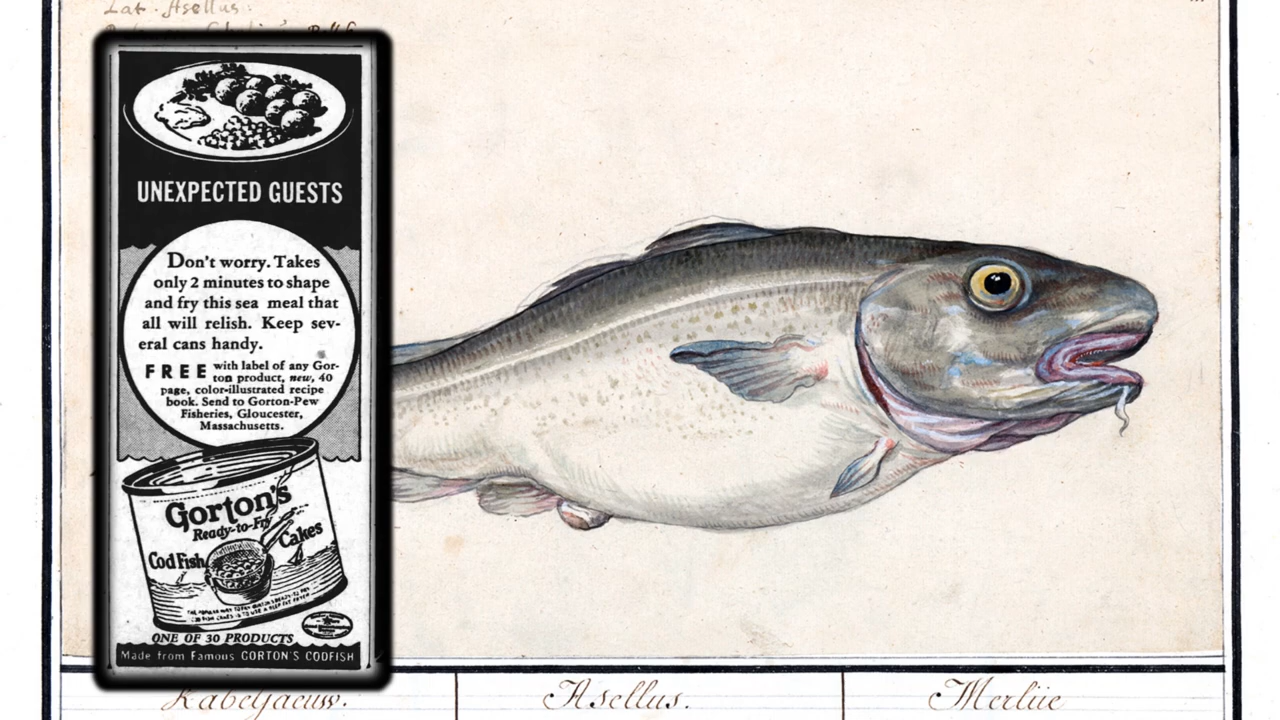 Lat. Asellus.
UNEXPECTED GUESTS
Don't worry. Takes
only 2 minutes to shape
and fry this sea meal that
all will relish. Keep sev-
eral cans handy.
FREE with label of any Gor-
ton product, new, 40
page, color-illustrated recipe
book. Send to Gorton-Pew
Fisheries, Gloucester,
Massachusetts.
Gorton's
Ready-to-Fry
Cod Fish Cakes
ONE OF 30 PRODUCTS
Made from Famous GORTON'S CODFISH
Kabeljaeuw. Asellus. Merlüe